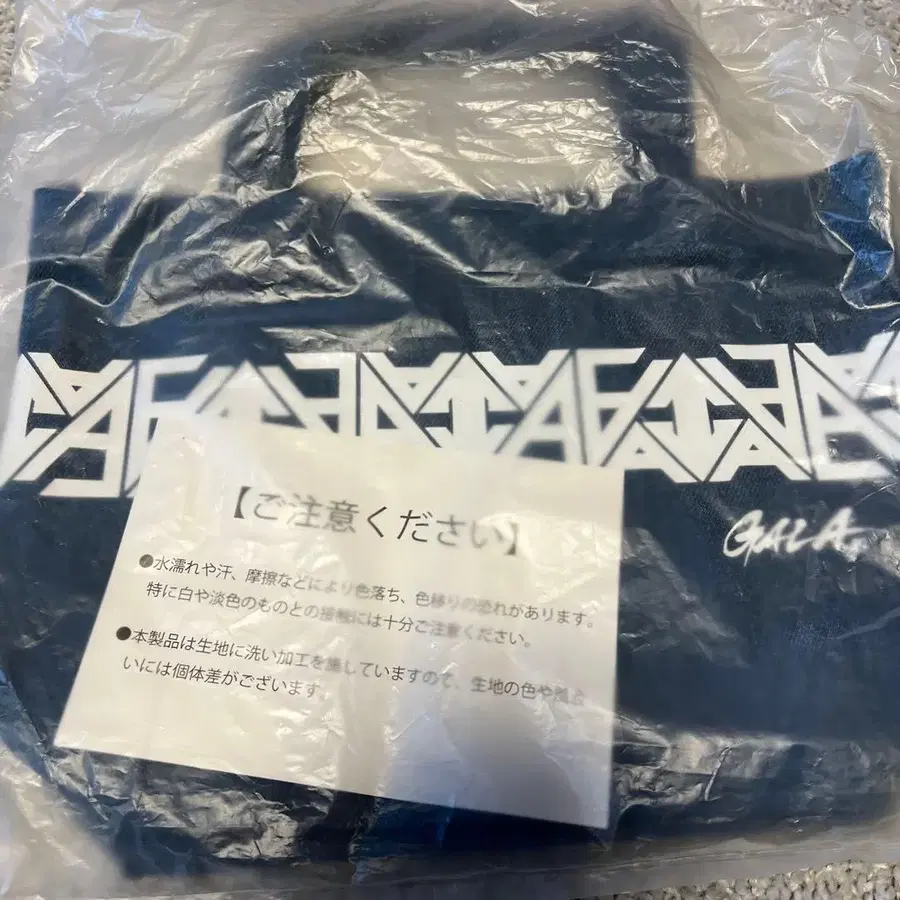 GALA
【ご注意ください】
●水濡れや汗、摩擦などにより色落ち、色移りの恐れがあります。
特に白や淡色のものとの接触には十分ご注意ください。
●本製品は生地に洗い加工を施していますので、生地の色や風合
いには個体差がございます。